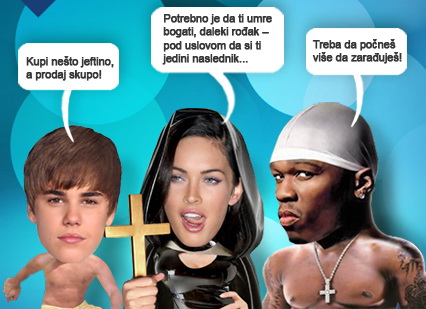 Kupi nešto jeftino,
a prodaj skupo!
Potrebno je da ti umre
bogati, daleki rođak –
pod uslovom da si ti
jedini naslednik...
Treba da počneš
više da zarađuješ!